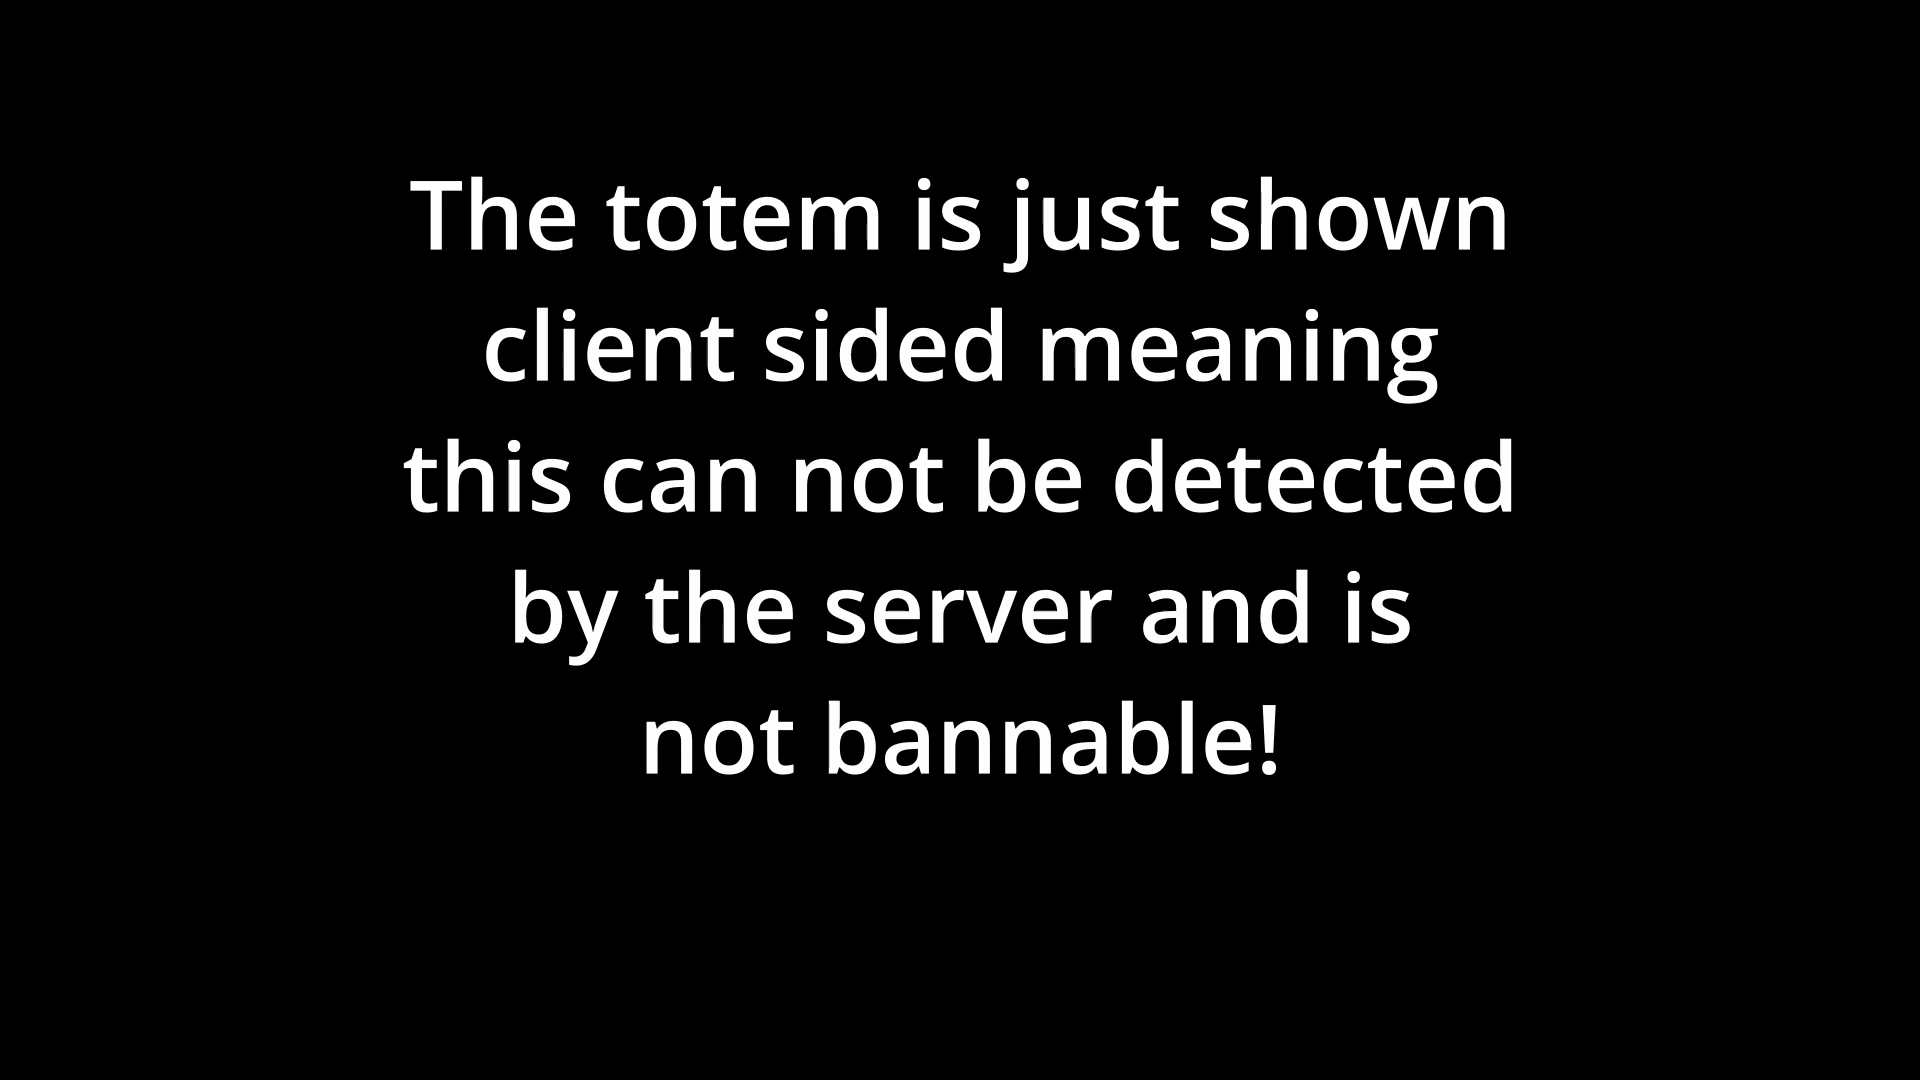 The totem is just shown
client sided meaning
this can not be detected
by the server and is
not bannable!